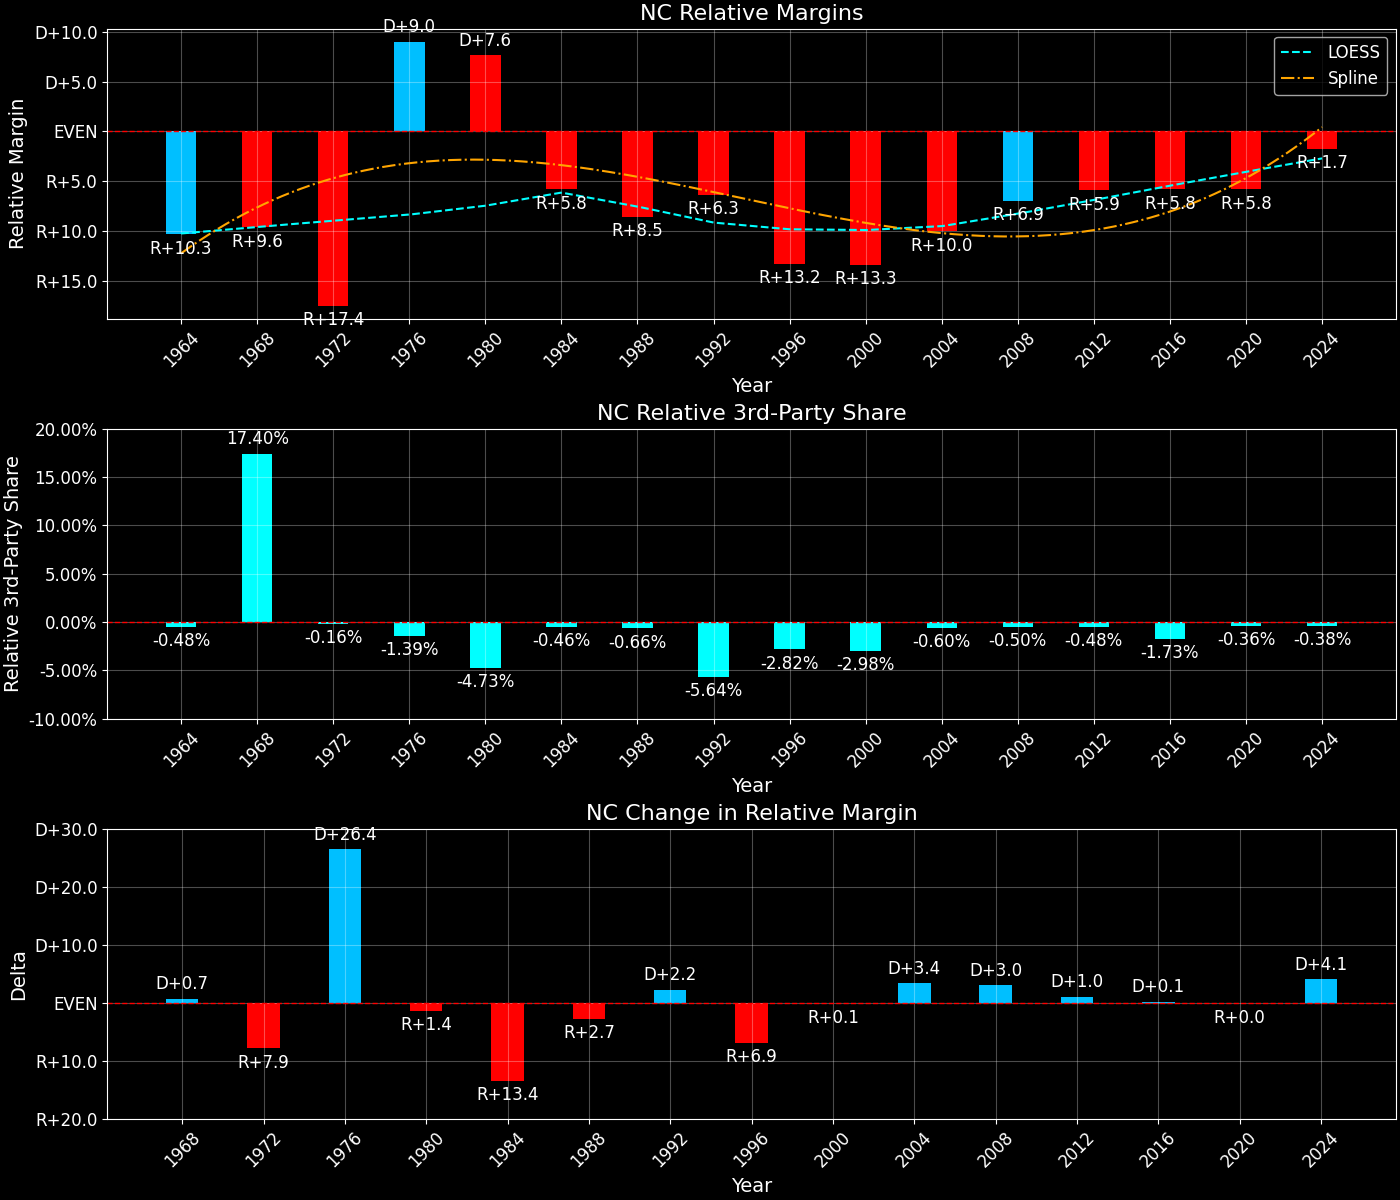 NC Relative Margins
Relative Margin
D+10.0
D+5.0
EVEN
R+5.0
R+10.0
R+15.0
LOESS
Spline
R+10.3
R+9.6
R+17.4
D+9.0
D+7.6
R+5.8
R+8.5
R+6.3
R+13.2
R+13.3
R+10.0
R+6.9
R+5.9
R+5.8
R+5.8
R+1.7
1964 1968 1972 1976 1980 1984 1988 1992 1996 2000 2004 2008 2012 2016 2020 2024
Year
NC Relative 3rd-Party Share
Relative 3rd-Party Share
20.00%
15.00%
10.00%
5.00%
0.00%
-5.00%
-10.00%
-0.48%
17.40%
-0.16%
-1.39%
-4.73%
-0.46%
-0.66%
-5.64%
-2.82%
-2.98%
-0.60%
-0.50%
-0.48%
-1.73%
-0.36%
-0.38%
1964 1968 1972 1976 1980 1984 1988 1992 1996 2000 2004 2008 2012 2016 2020 2024
Year
NC Change in Relative Margin
Delta
D+30.0
D+20.0
D+10.0
EVEN
R+10.0
R+20.0
D+0.7
R+7.9
D+26.4
R+1.4
R+13.4
R+2.7
D+2.2
R+6.9
R+0.1
D+3.4
D+3.0
D+1.0
D+0.1
R+0.0
D+4.1
1968 1972 1976 1980 1984 1988 1992 1996 2000 2004 2008 2012 2016 2020 2024
Year